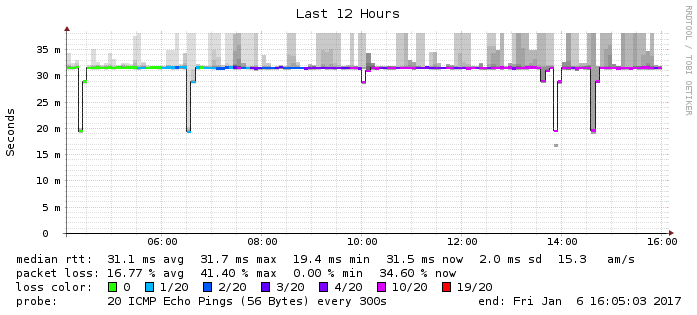 Last 12 Hours
RRDTOOL / TOBI OETIKER
Seconds
35 m
30 m
25 m
20 m
15 m
10 m
5 m
0
06:00 08:00 10:00 12:00 14:00 16:00
median rtt: 31.1 ms avg 31.7 ms max 19.4 ms min 31.5 ms now 2.0 ms sd 15.3 am/s
packet loss: 16.77 % avg 41.40 % max 0.00 % min 34.60 % now
loss color: 0 1/20 2/20 3/20 4/20 10/20 19/20
probe: 20 ICMP Echo Pings (56 Bytes) every 300s end: Fri Jan 6 16:05:03 2017